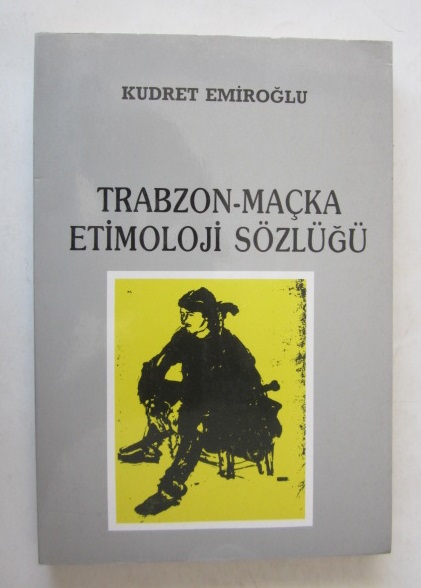 KUDRET EMİROĞLU
TRABZON-MAÇKA
ETİMOLOJİ SÖZLÜĞÜ